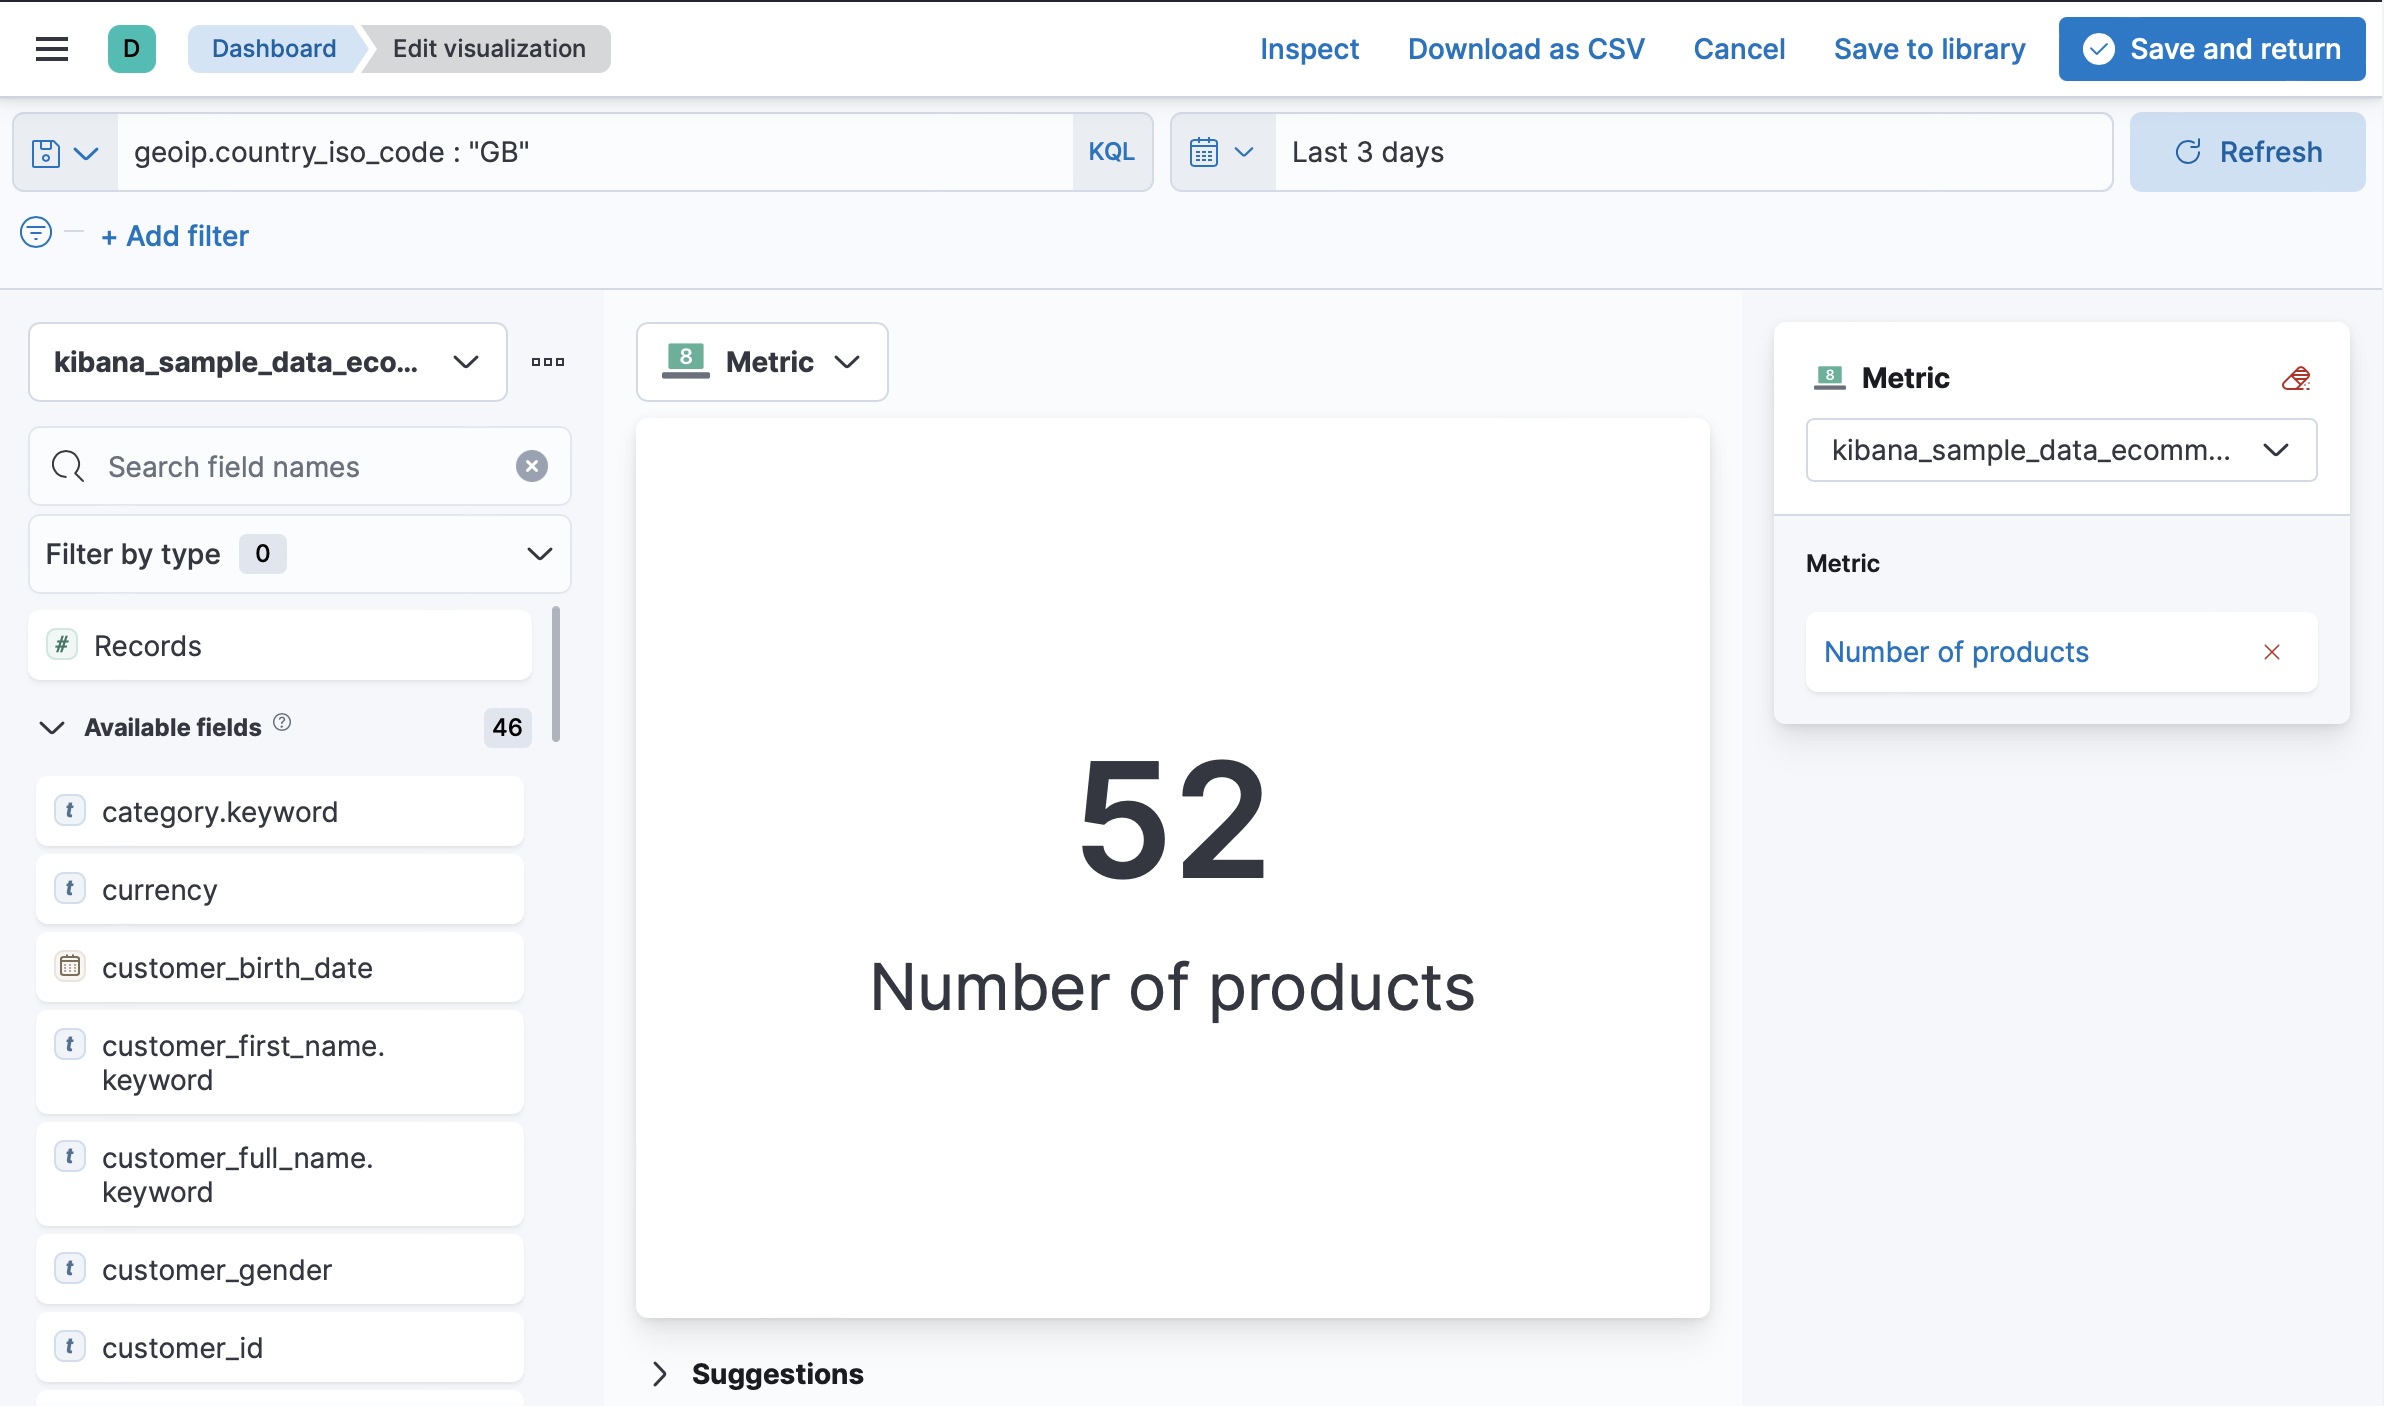 D
Dashboard
Edit visualization
Inspect
Download as CSV
Cancel
Save to library
Save and return
geoip.country_iso_code : "GB"
KQL
Last 3 days
Refresh
+ Add filter
kibana_sample_data_eco...
Search field names
Filter by type 0
# Records
Available fields ? 46
t category.keyword
t currency
customer_birth_date
t customer_first_name.
keyword
t customer_full_name.
keyword
t customer_gender
t customer_id
8 Metric
52
Number of products
Suggestions
8 Metric
kibana_sample_data_ecomm...
Metric
Number of products